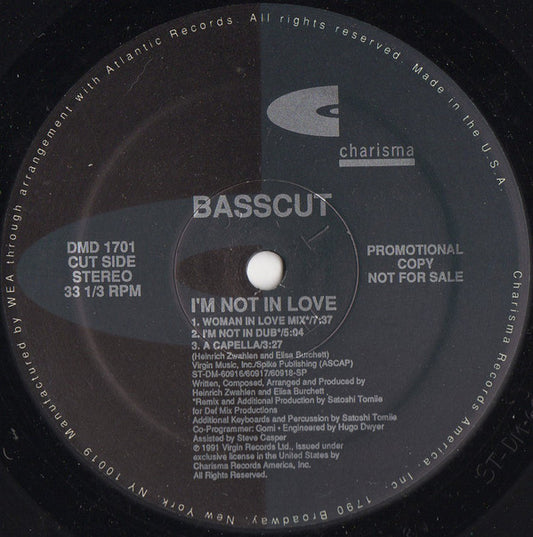 Manufactured by WEA through arrangement with Atlantic Records. All rights reserved. Made in the U.S.A.
charisma
BASSCUT
DMD 1701
CUT SIDE
STEREO
33 1/3 RPM
PROMOTIONAL
COPY
NOT FOR SALE
I'M NOT IN LOVE
1. WOMAN IN LOVE MIX*/7:37
2. I'M NOT IN DUB*/5:04
3. A CAPELLA/3:27
(Heinrich Zwahlen and Elisa Burchett)
Virgin Music, Inc./Spike Publishing (ASCAP)
ST-DM-60916/60917/60918-SP
Written, Composed, Arranged and Produced by
Heinrich Zwahlen and Elisa Burchett
*Remix and Additional Production by Satoshi Tomiie
for Def Mix Productions
Additional Keyboards and Percussion by Satoshi Tomiie
Co-Programmer: Gomi • Engineered by Hugo Dwyer
Assisted by Steve Casper
℗ 1991 Virgin Records Ltd., issued under
exclusive license in the United States by
Charisma Records America, Inc.
All Rights Reserved.
Charisma Records America, Inc. 1790 Broadway, New York, NY 10019